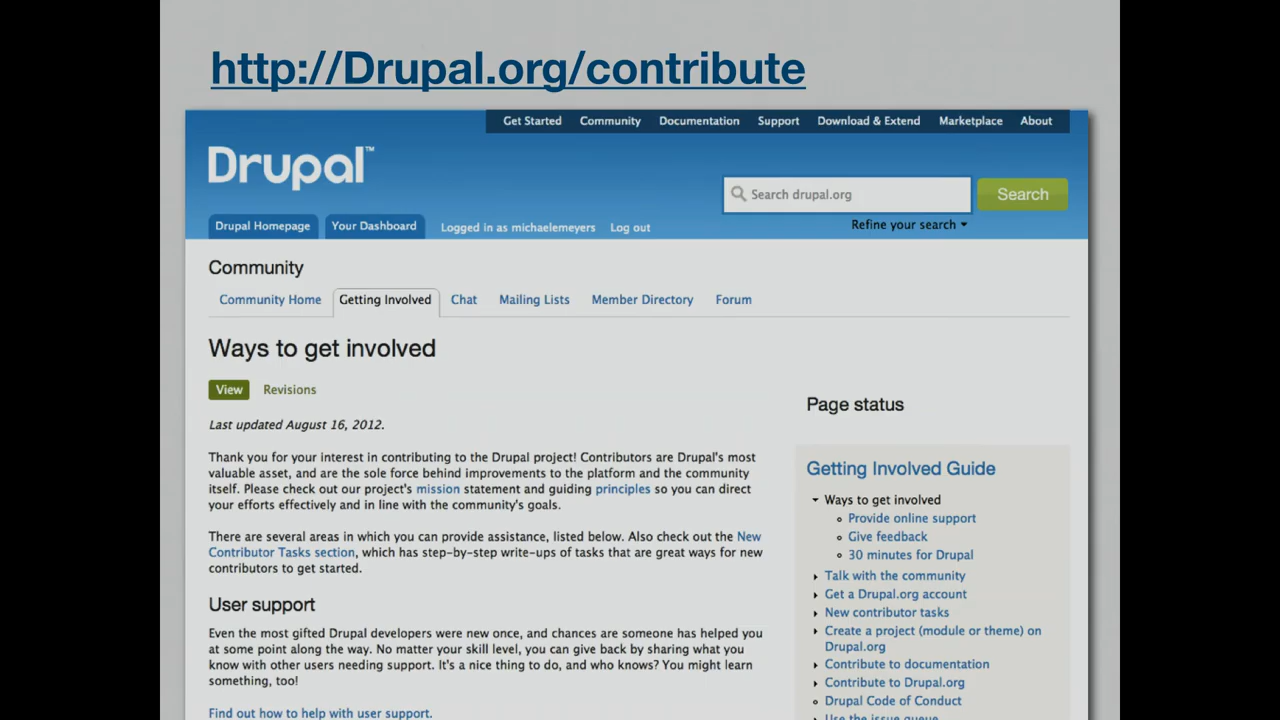 http://Drupal.org/contribute
Get Started Community Documentation Support Download & Extend Marketplace About
Drupal™
Search drupal.org Search
Refine your search
Drupal Homepage Your Dashboard Logged in as michaelemeyers Log out
Community
Community Home Getting Involved Chat Mailing Lists Member Directory Forum
Ways to get involved
View Revisions
Last updated August 16, 2012.
Thank you for your interest in contributing to the Drupal project! Contributors are Drupal's most
valuable asset, and are the sole force behind improvements to the platform and the community
itself. Please check out our project's mission statement and guiding principles so you can direct
your efforts effectively and in line with the community's goals.
There are several areas in which you can provide assistance, listed below. Also check out the New
Contributor Tasks section, which has step-by-step write-ups of tasks that are great ways for new
contributors to get started.
User support
Even the most gifted Drupal developers were new once, and chances are someone has helped you
at some point along the way. No matter your skill level, you can give back by sharing what you
know with other users needing support. It's a nice thing to do, and who knows? You might learn
something, too!
Find out how to help with user support.
Page status
Getting Involved Guide
Ways to get involved
Provide online support
Give feedback
30 minutes for Drupal
Talk with the community
Get a Drupal.org account
New contributor tasks
Create a project (module or theme) on
Drupal.org
Contribute to documentation
Contribute to Drupal.org
Drupal Code of Conduct
Use the issue queue